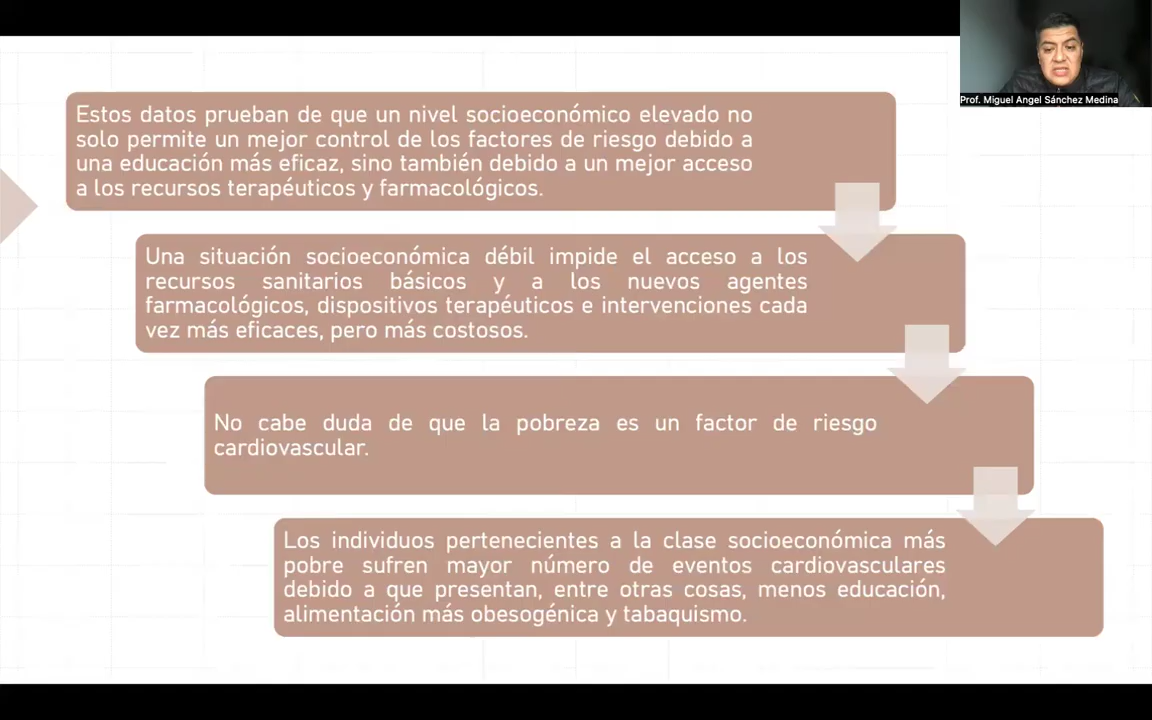 Prof. Miguel Angel Sánchez Medina
Estos datos prueban de que un nivel socioeconómico elevado no
solo permite un mejor control de los factores de riesgo debido a
una educación más eficaz, sino también debido a un mejor acceso
a los recursos terapéuticos y farmacológicos.
Una situación socioeconómica débil impide el acceso a los
recursos sanitarios básicos y a los nuevos agentes
farmacológicos, dispositivos terapéuticos e intervenciones cada
vez más eficaces, pero más costosos.
No cabe duda de que la pobreza es un factor de riesgo
cardiovascular.
Los individuos pertenecientes a la clase socioeconómica más
pobre sufren mayor número de eventos cardiovasculares
debido a que presentan, entre otras cosas, menos educación,
alimentación más obesogénica y tabaquismo.